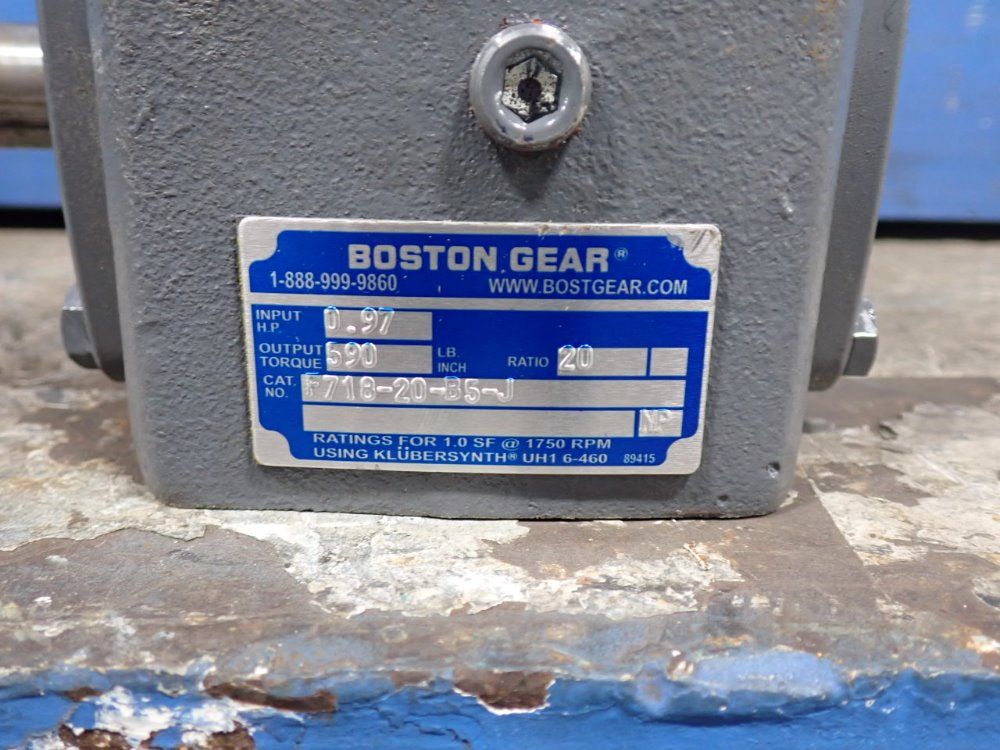 BOSTON GEAR®
1-888-999-9860 WWW.BOSTGEAR.COM
INPUT H.P. 0.97
OUTPUT TORQUE 590 LB. INCH RATIO 20
CAT. NO. F718-20-B5-J
NP
RATINGS FOR 1.0 SF @ 1750 RPM
USING KLÜBERSYNTH® UH1 6-460 89415